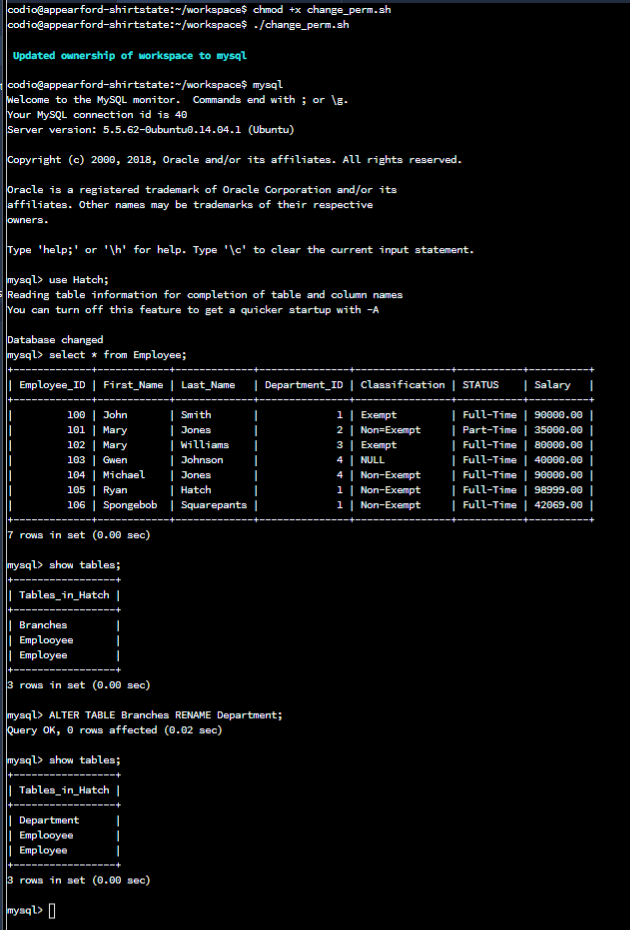 codio@appearford-shirtstate:~/workspace$ chmod +x change_perm.sh
codio@appearford-shirtstate:~/workspace$ ./change_perm.sh
Updated ownership of workspace to mysql
codio@appearford-shirtstate:~/workspace$ mysql
Welcome to the MySQL monitor.  Commands end with ; or \g.
Your MySQL connection id is 40
Server version: 5.5.62-0ubuntu0.14.04.1 (Ubuntu)
Copyright (c) 2000, 2018, Oracle and/or its affiliates. All rights reserved.
Oracle is a registered trademark of Oracle Corporation and/or its
affiliates. Other names may be trademarks of their respective
owners.
Type 'help;' or '\h' for help. Type '\c' to clear the current input statement.
mysql> use Hatch;
Reading table information for completion of table and column names
You can turn off this feature to get a quicker startup with -A
Database changed
mysql> select * from Employee;
+-------------+------------+-------------+---------------+----------------+-----------+----------+
| Employee_ID | First_Name | Last_Name   | Department_ID | Classification | STATUS    | Salary   |
+-------------+------------+-------------+---------------+----------------+-----------+----------+
|         100 | John       | Smith       |             1 | Exempt         | Full-Time | 90000.00 |
|         101 | Mary       | Jones       |             2 | Non=Exempt     | Part-Time | 35000.00 |
|         102 | Mary       | Williams    |             3 | Exempt         | Full-Time | 80000.00 |
|         103 | Gwen       | Johnson     |             4 | NULL           | Full-Time | 40000.00 |
|         104 | Michael    | Jones       |             4 | Non-Exempt     | Full-Time | 90000.00 |
|         105 | Ryan       | Hatch       |             1 | Non-Exempt     | Full-Time | 98999.00 |
|         106 | Spongebob  | Squarepants |             1 | Non-Exempt     | Full-Time | 42069.00 |
+-------------+------------+-------------+---------------+----------------+-----------+----------+
7 rows in set (0.00 sec)
mysql> show tables;
+-----------------+
| Tables_in_Hatch |
+-----------------+
| Branches        |
| Emplooyee       |
| Employee        |
+-----------------+
3 rows in set (0.00 sec)
mysql> ALTER TABLE Branches RENAME Department;
Query OK, 0 rows affected (0.02 sec)
mysql> show tables;
+-----------------+
| Tables_in_Hatch |
+-----------------+
| Department      |
| Emplooyee       |
| Employee        |
+-----------------+
3 rows in set (0.00 sec)
mysql>